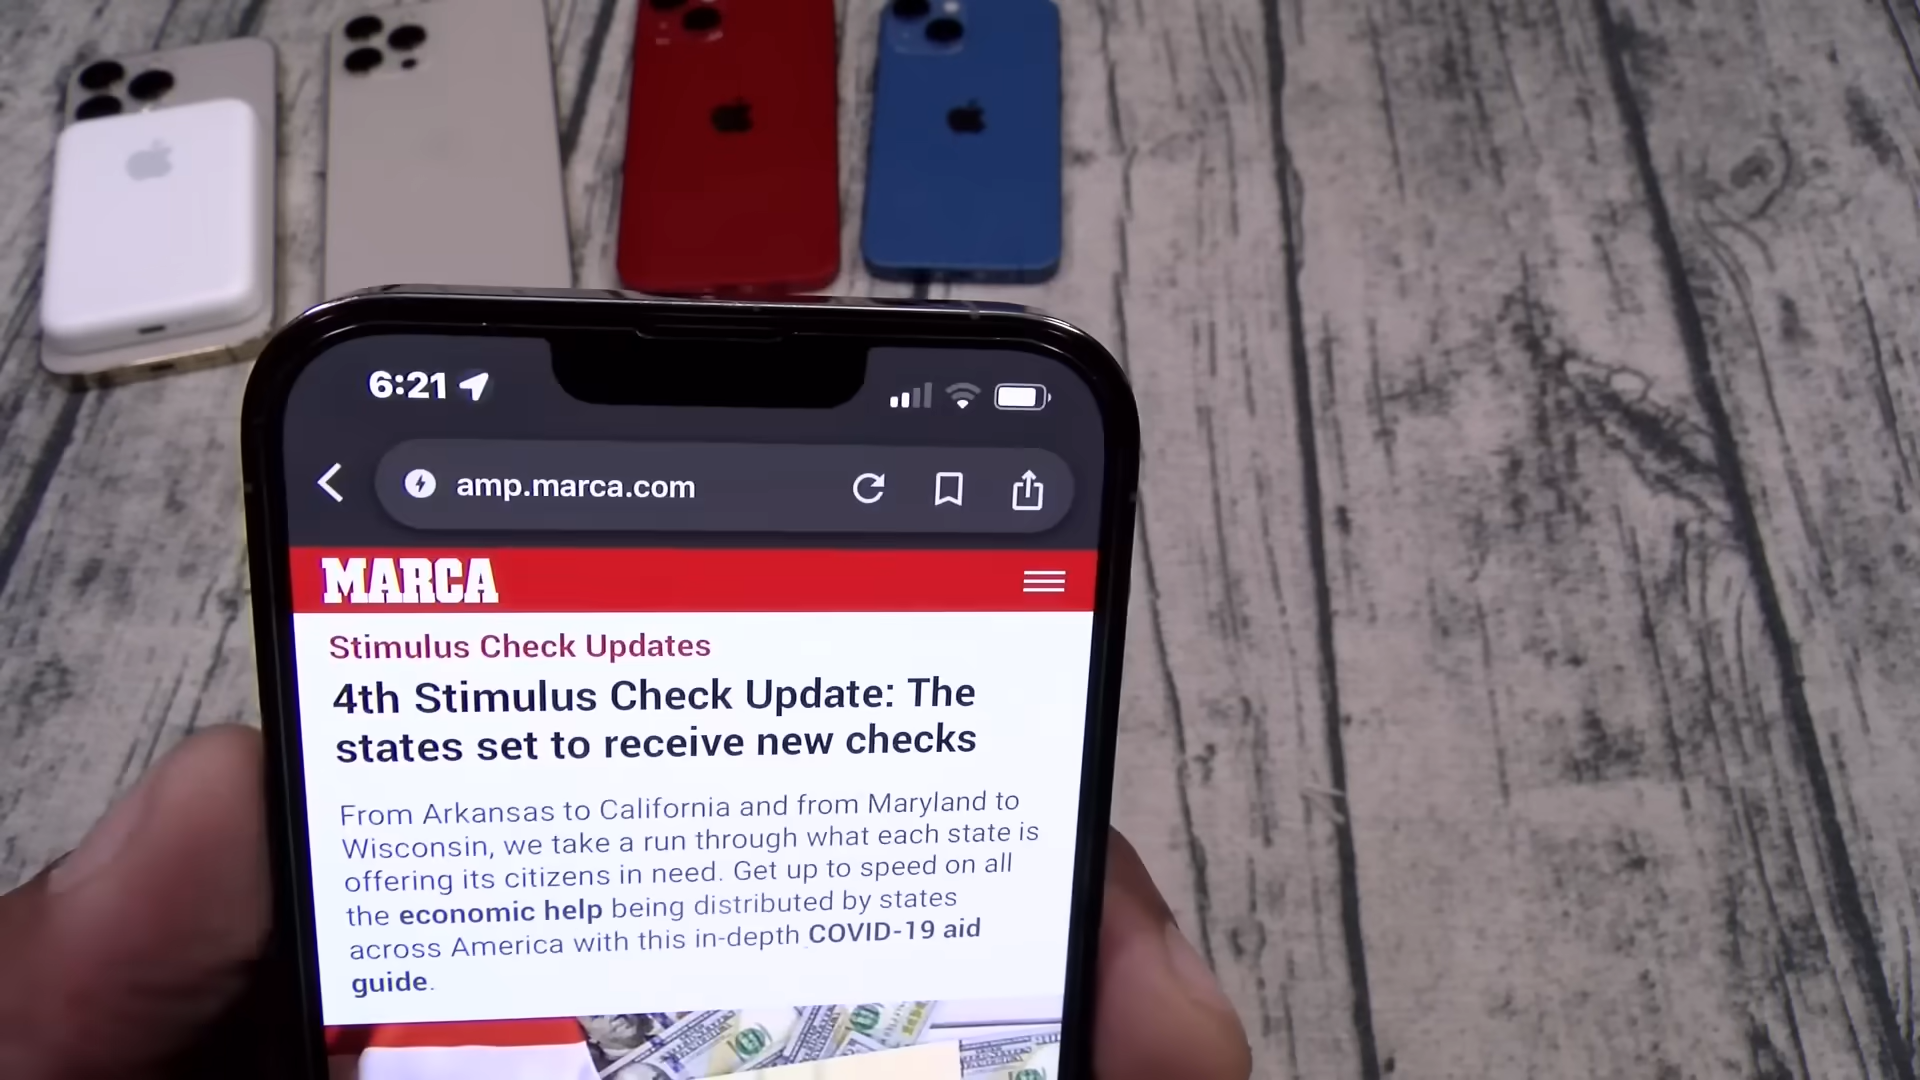 6:21
amp.marca.com
MARCA
Stimulus Check Updates
4th Stimulus Check Update: The
states set to receive new checks
From Arkansas to California and from Maryland to
Wisconsin, we take a run through what each state is
offering its citizens in need. Get up to speed on all
the economic help being distributed by states
across America with this in-depth COVID-19 aid
guide.